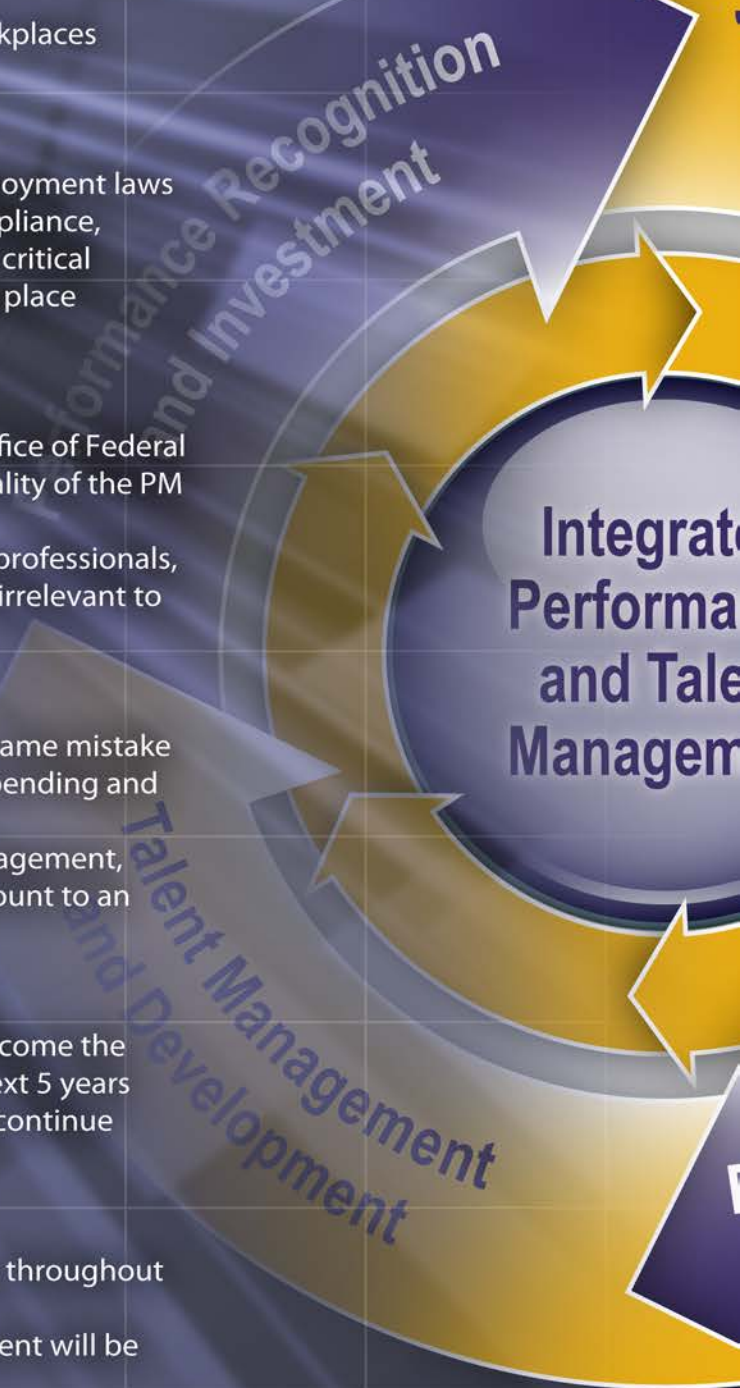 kplaces
oyment laws
pliance,
critical
place
fice of Federal
ality of the PM
professionals,
irrelevant to
ame mistake
pending and
agement,
ount to an
come the
ext 5 years
continue
throughout
ent will be
Performance Recognition
and Investment
Integrate
Performa
and Tale
Managem
Talent Management
and Development